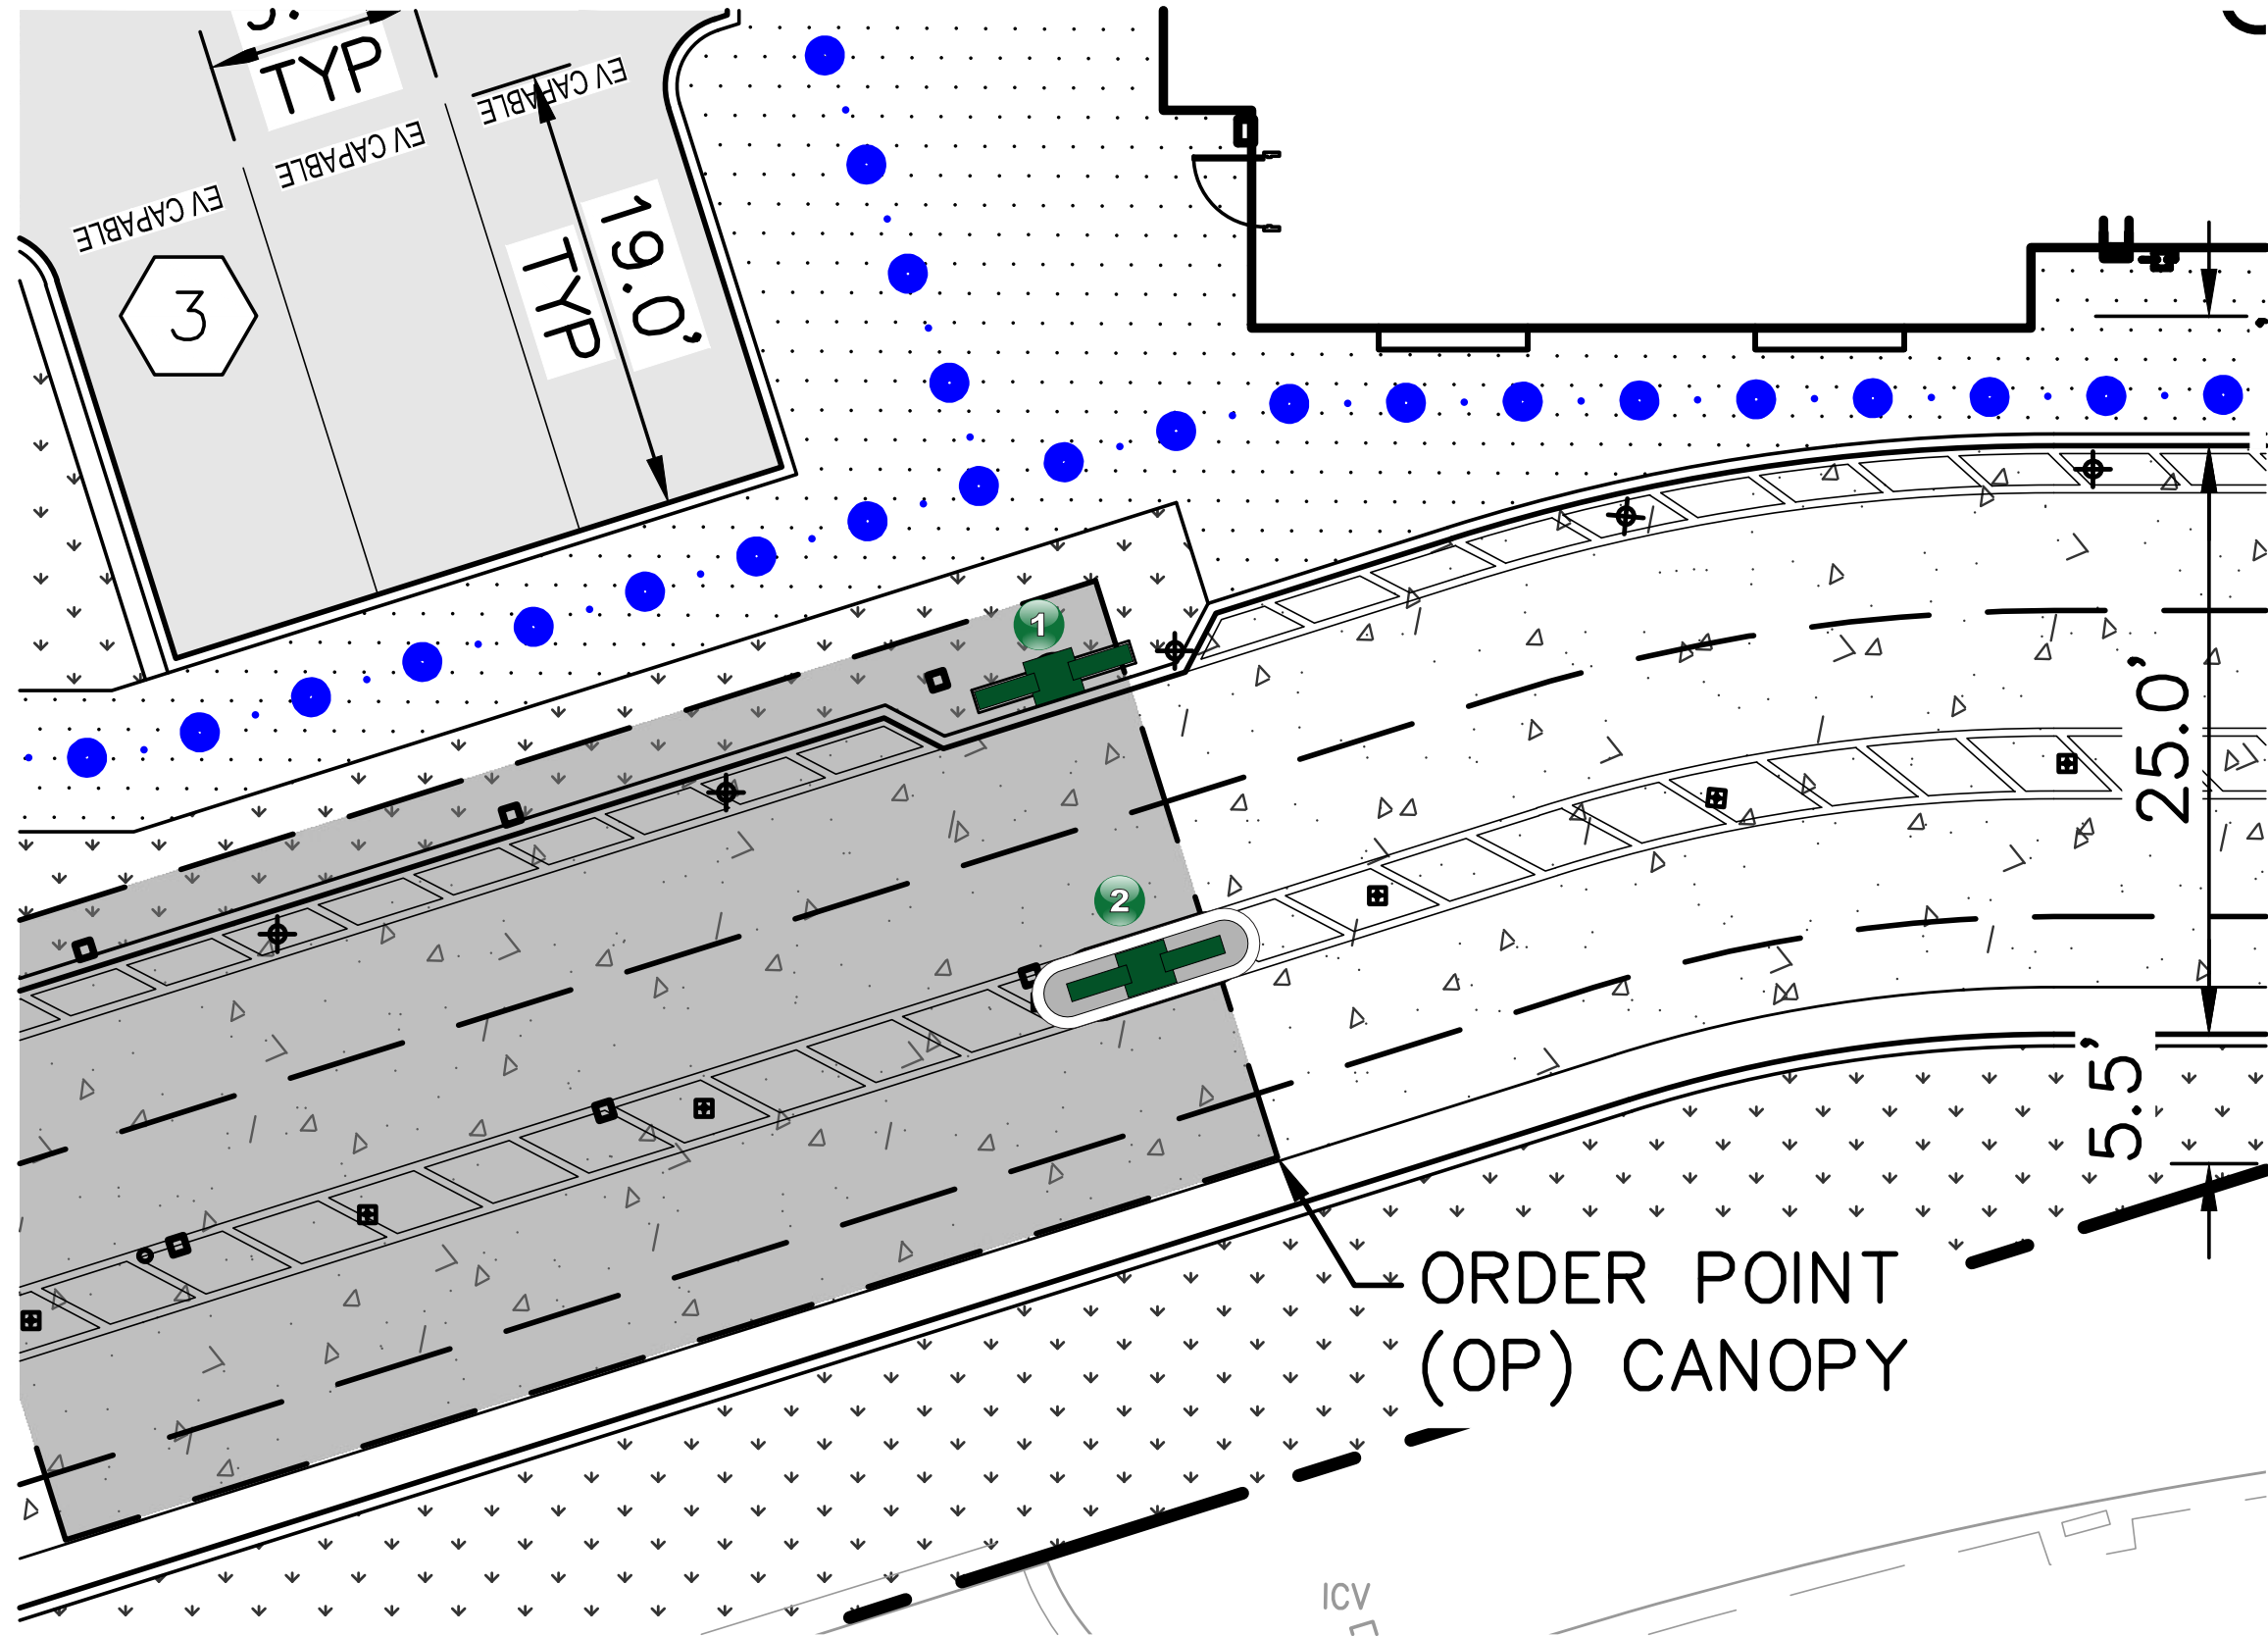 TYP
EV CAPABLE
EV CAPABLE
EV CAPABLE
19.0'
TYP
3
1
2
25.0'
5.5'
ORDER POINT
(OP) CANOPY
ICV